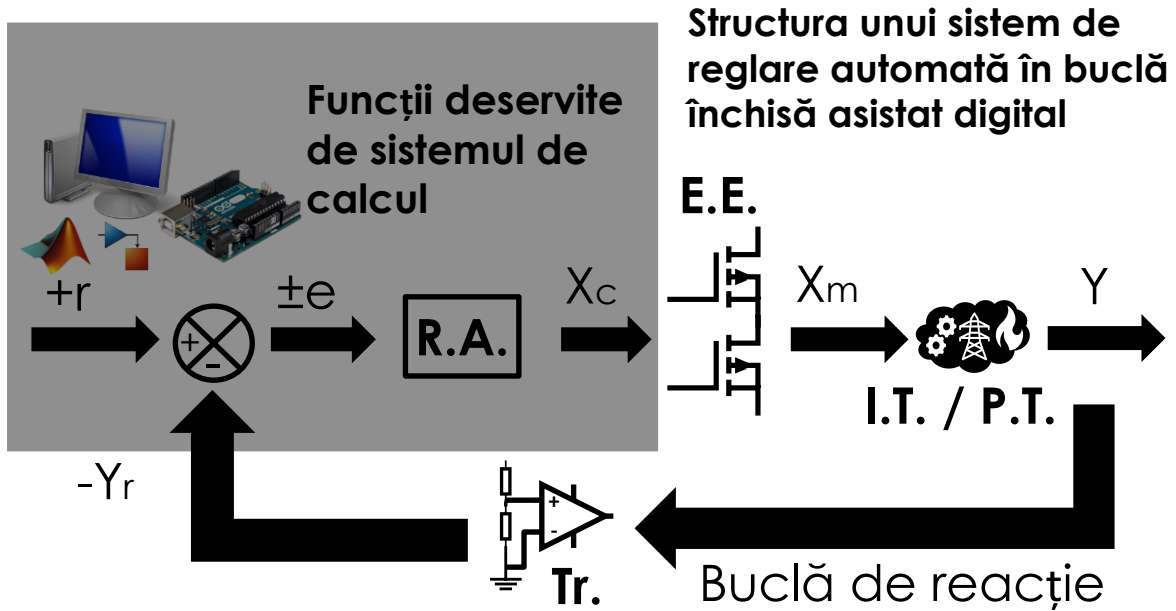 Structura unui sistem de
reglare automată în buclă
închisă asistat digital
Funcții deservite
de sistemul de
calcul
E.E.
+r
±e
Xc
Xm
Y
+
-
R.A.
I.T. / P.T.
-Yr
+
-
Tr.
Buclă de reacție